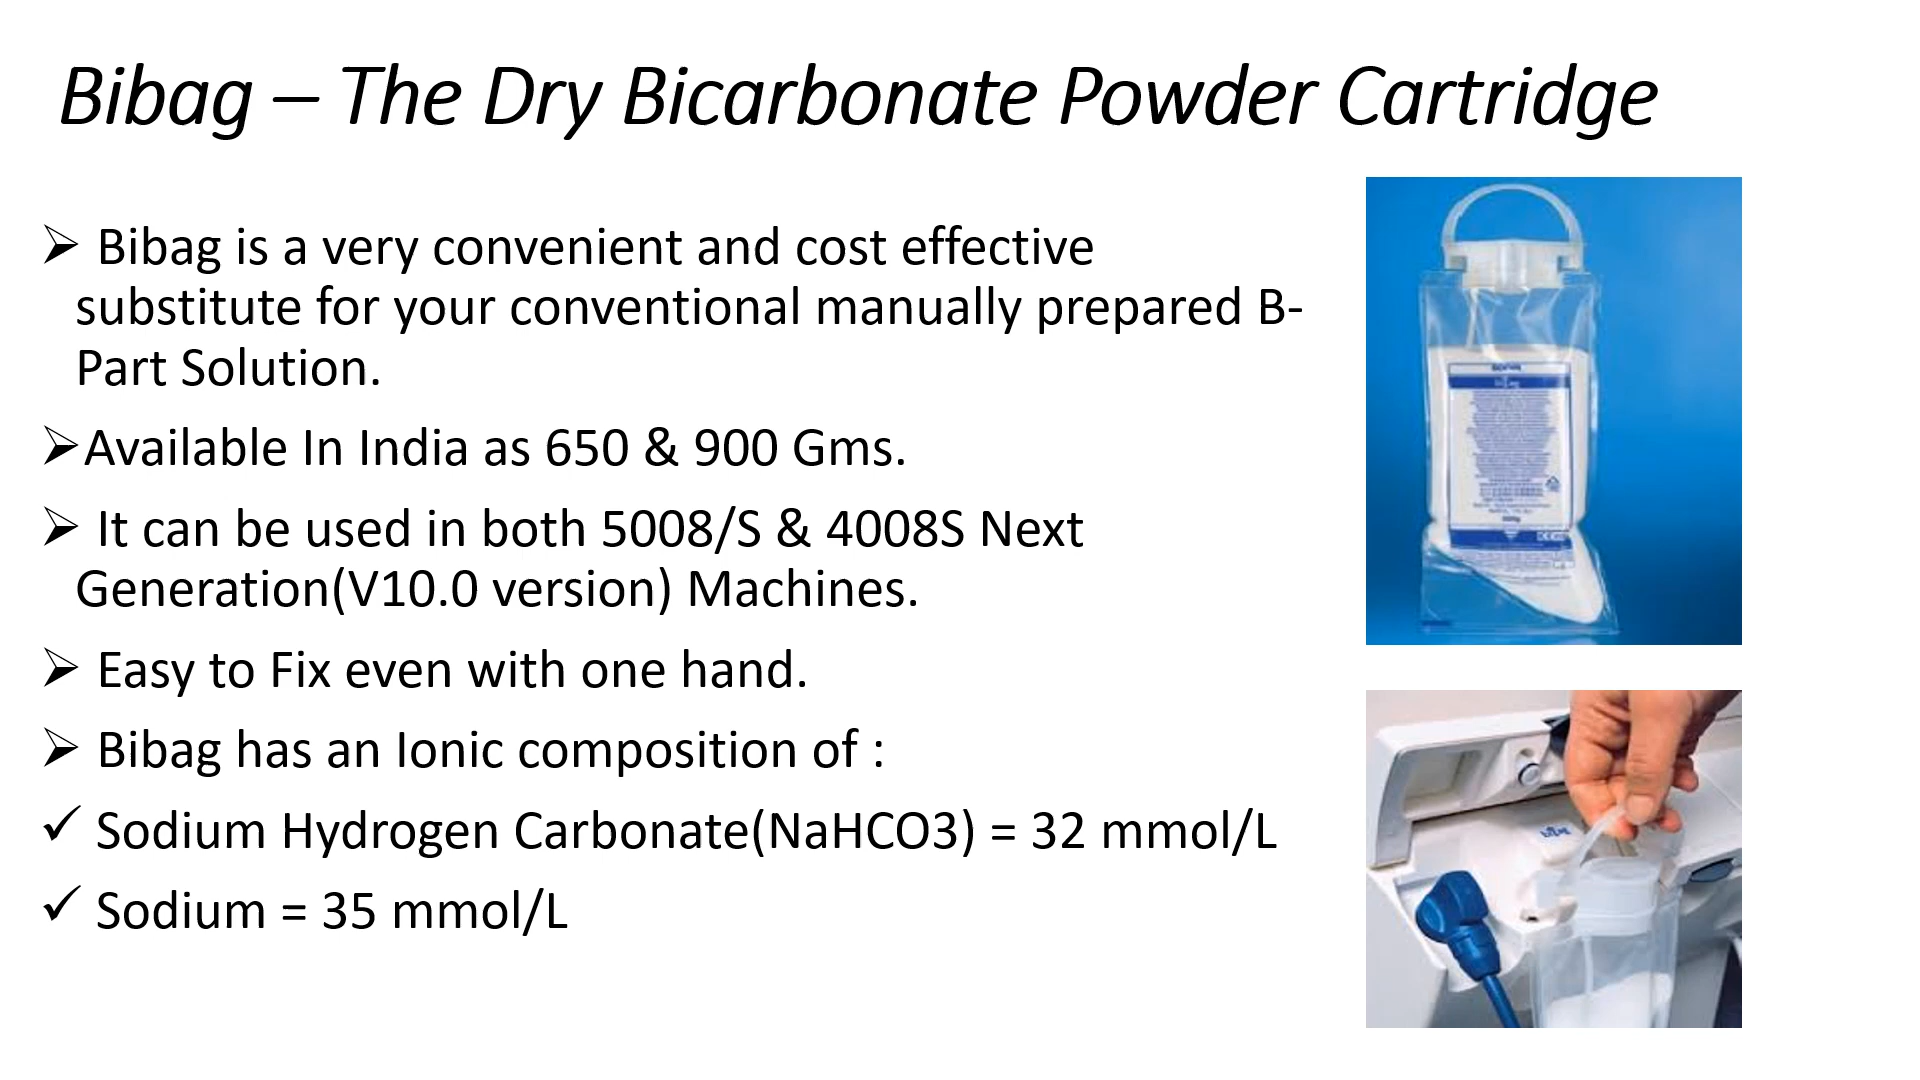 Bibag – The Dry Bicarbonate Powder Cartridge
➢ Bibag is a very convenient and cost effective
substitute for your conventional manually prepared B-
Part Solution.
➢Available In India as 650 & 900 Gms.
➢ It can be used in both 5008/S & 4008S Next
Generation(V10.0 version) Machines.
➢ Easy to Fix even with one hand.
➢ Bibag has an Ionic composition of :
✓ Sodium Hydrogen Carbonate(NaHCO3) = 32 mmol/L
✓ Sodium = 35 mmol/L